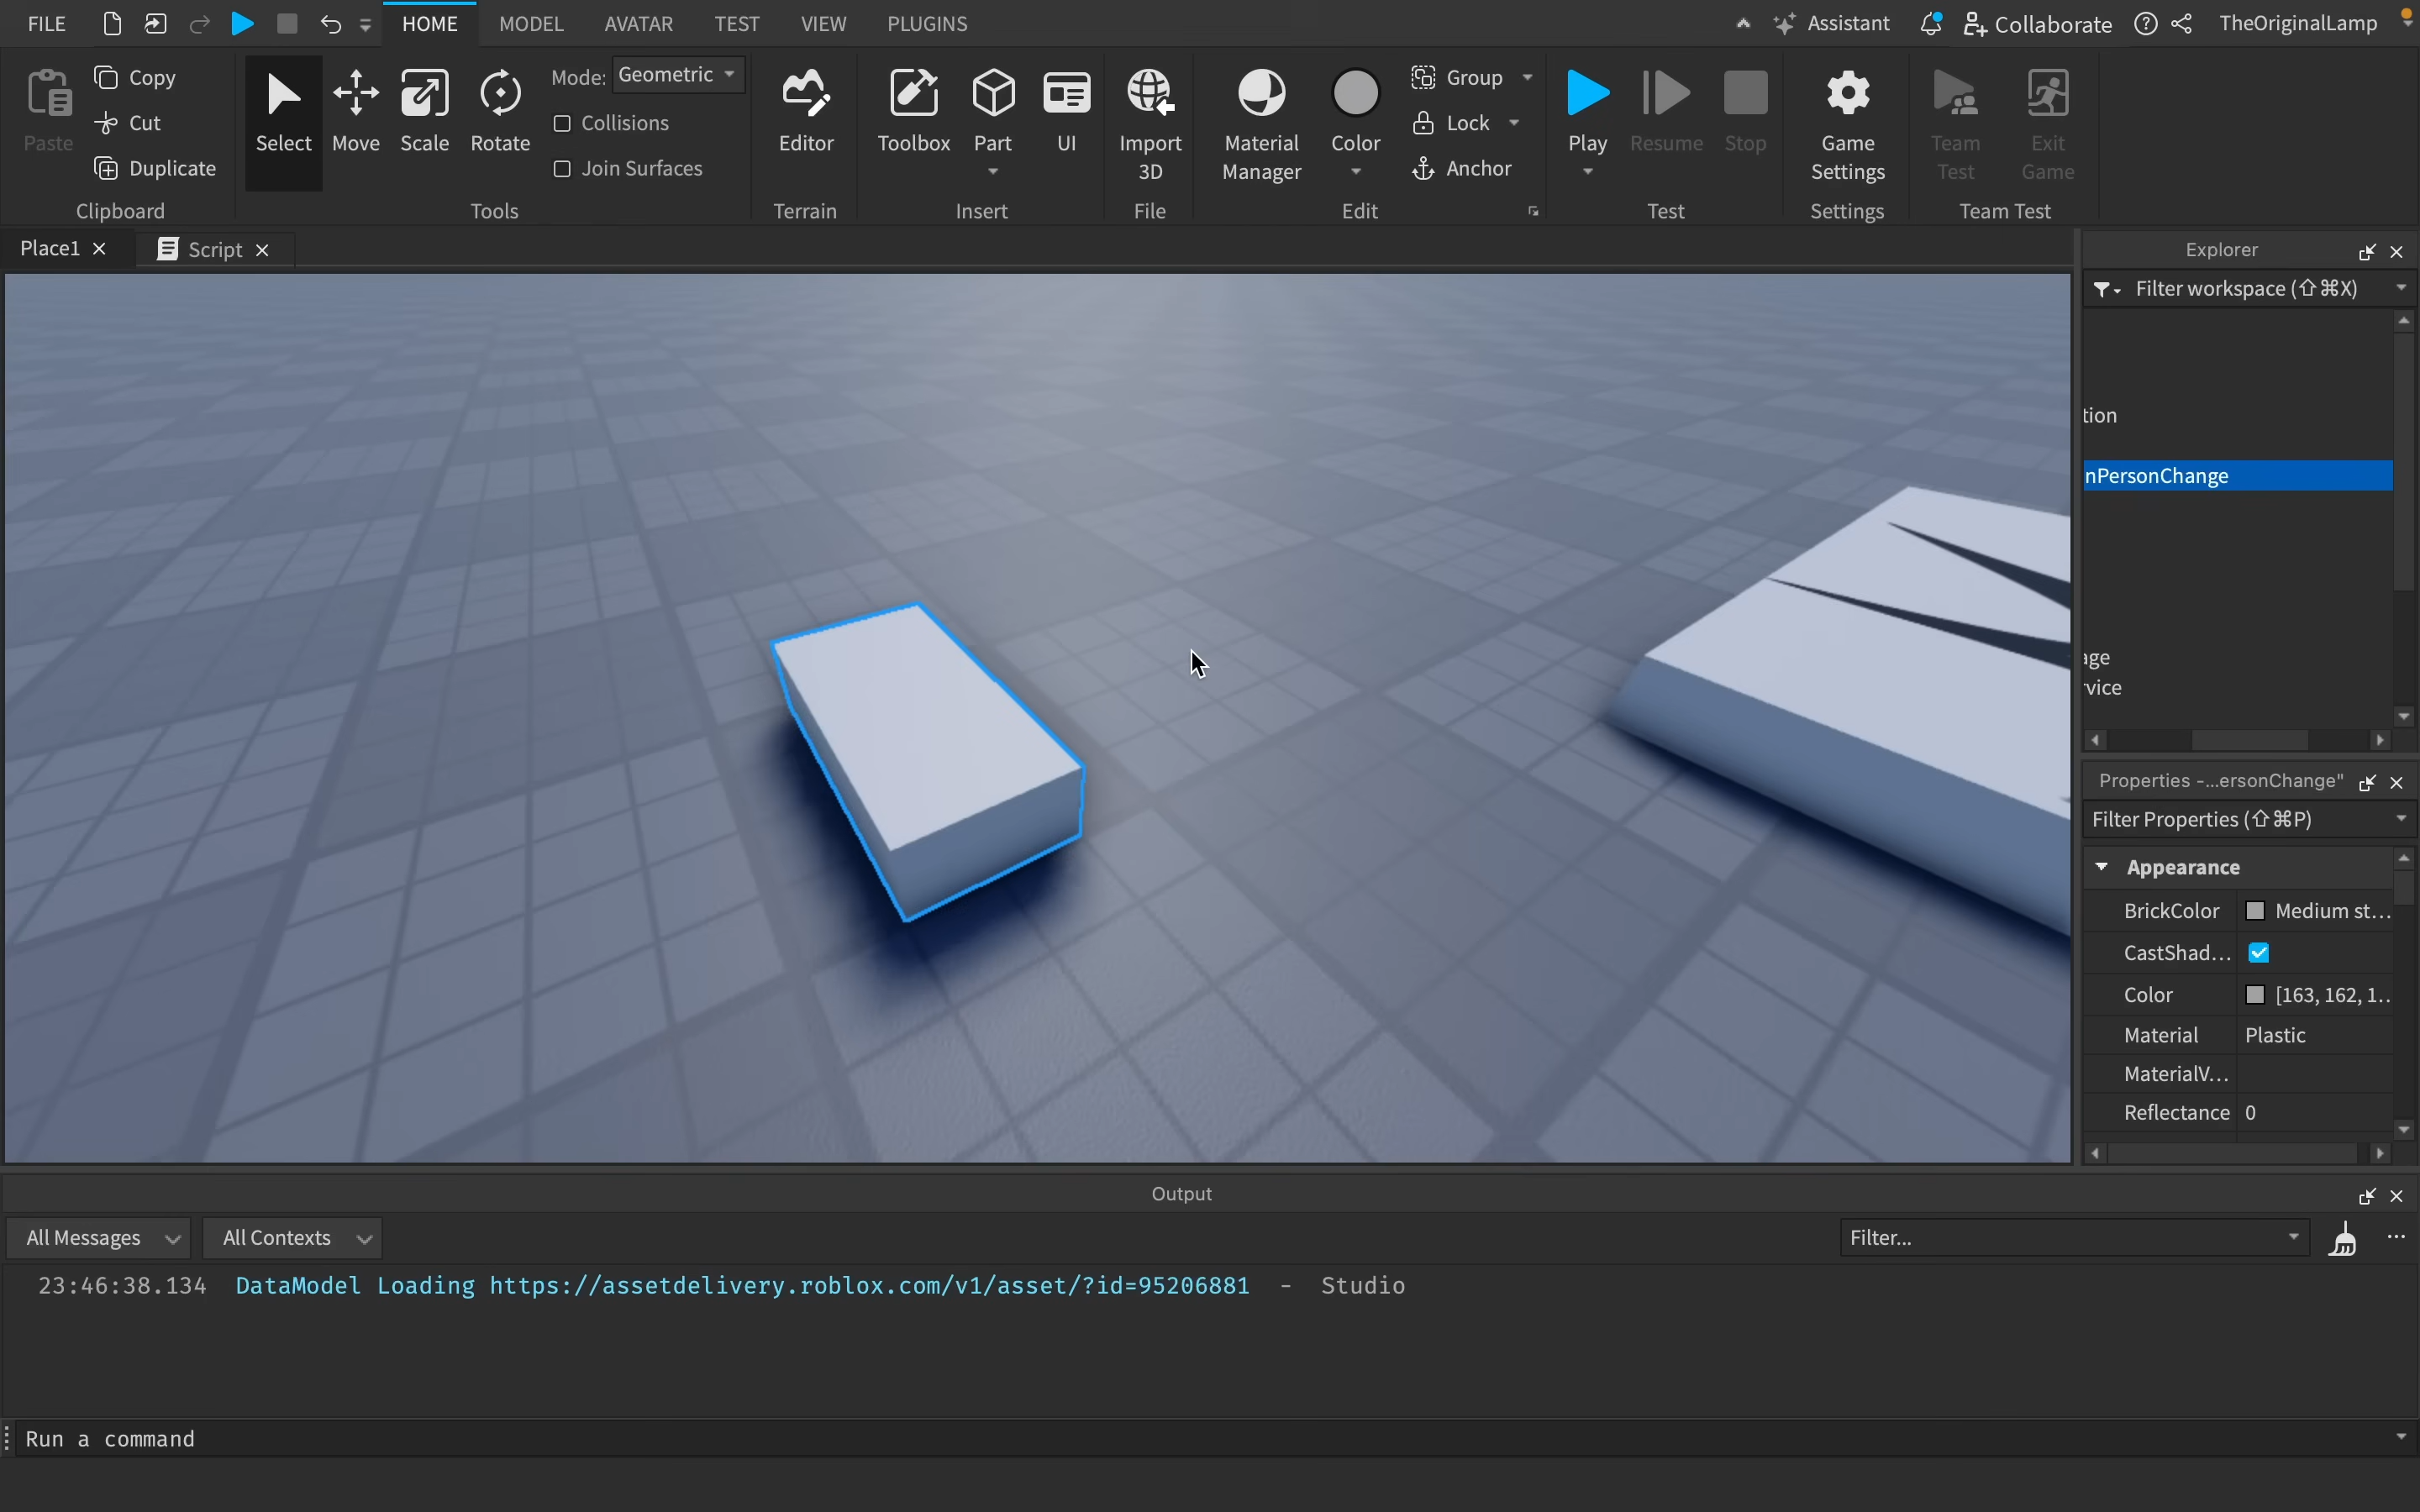 FILE HOME MODEL AVATAR TEST VIEW PLUGINS Assistant Collaborate TheOriginalLamp
Paste
Copy
Cut
Duplicate
Clipboard
Select
Move
Scale
Rotate
Mode: Geometric
Collisions
Join Surfaces
Tools
Editor
Terrain
Toolbox
Part
UI
Insert
Import
3D
File
Material
Manager
Color
Group
Lock
Anchor
Edit
Play
Resume
Stop
Test
Game
Settings
Settings
Team
Test
Exit
Game
Team Test
Place1
Script
Explorer
Filter workspace (⇧⌘X)
tion
nPersonChange
age
vice
Properties -...ersonChange"
Filter Properties (⇧⌘P)
Appearance
BrickColor Medium st...
CastShad...
Color [163, 162, 1...
Material Plastic
MaterialV...
Reflectance 0
Output
All Messages
All Contexts
Filter...
23:46:38.134 DataModel Loading https://assetdelivery.roblox.com/v1/asset/?id=95206881 - Studio
Run a command